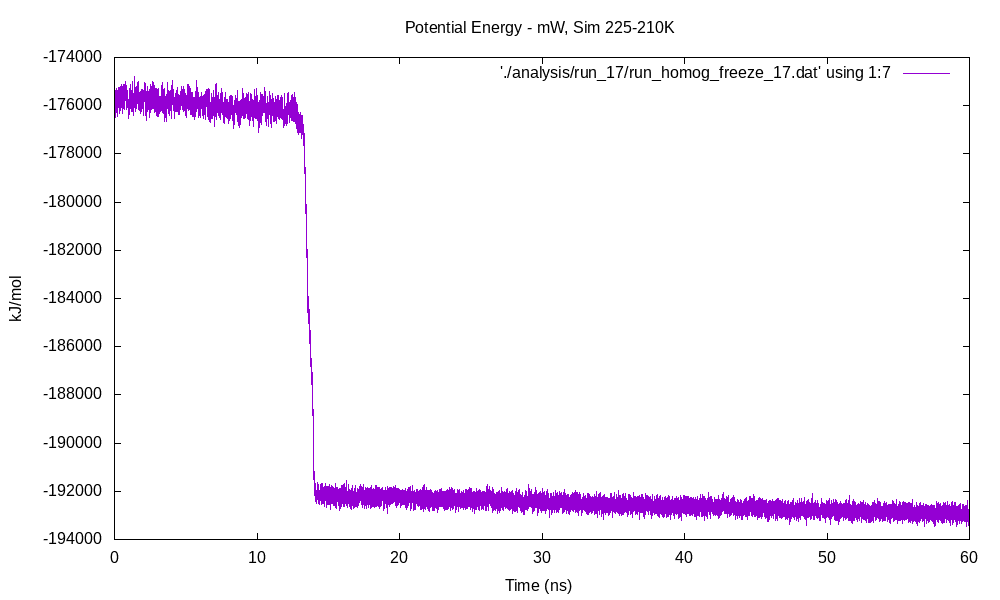 Potential Energy - mW, Sim 225-210K
'./analysis/run_17/run_homog_freeze_17.dat' using 1:7
-174000
-176000
-178000
-180000
-182000
-184000
-186000
-188000
-190000
-192000
-194000
kJ/mol
0 10 20 30 40 50 60
Time (ns)